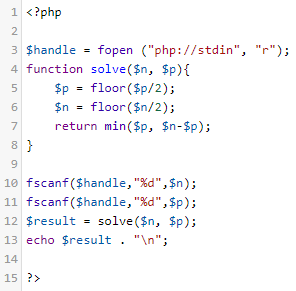 1 <?php
2
3 $handle = fopen ("php://stdin", "r");
4 function solve($n, $p){
5     $p = floor($p/2);
6     $n = floor($n/2);
7     return min($p, $n-$p);
8 }
9
10 fscanf($handle,"%d",$n);
11 fscanf($handle,"%d",$p);
12 $result = solve($n, $p);
13 echo $result . "\n";
14
15 ?>